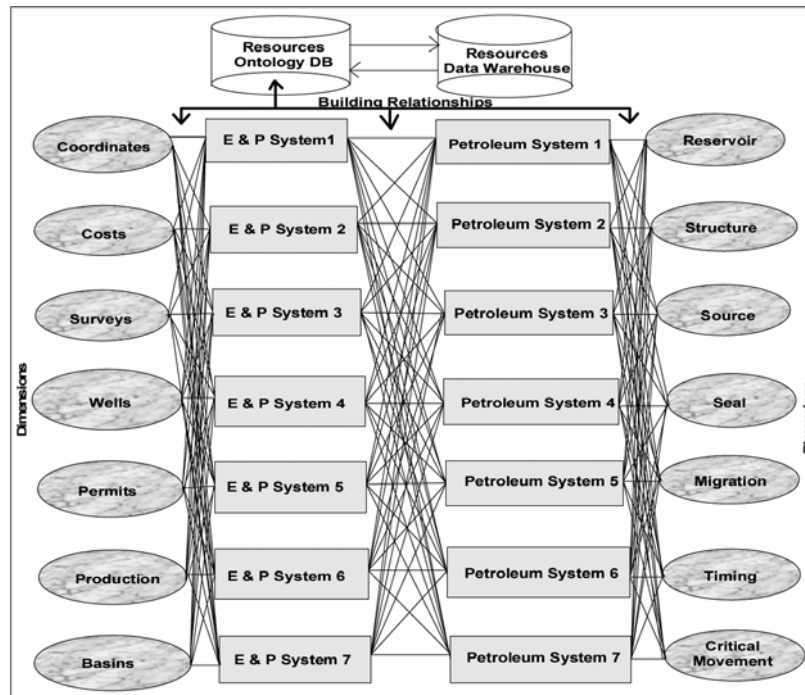 Resources
Ontology DB
Resources
Data Warehouse
Building Relationships
Coordinates
E & P System1
Petroleum System 1
Reservoir
Costs
E & P System 2
Petroleum System 2
Structure
Surveys
E & P System 3
Petroleum System 3
Source
Dimensions
Wells
E & P System 4
Petroleum System 4
Seal
Permits
E & P System 5
Petroleum System 5
Migration
Production
E & P System 6
Petroleum System 6
Timing
Basins
E & P System 7
Petroleum System 7
Critical
Movement